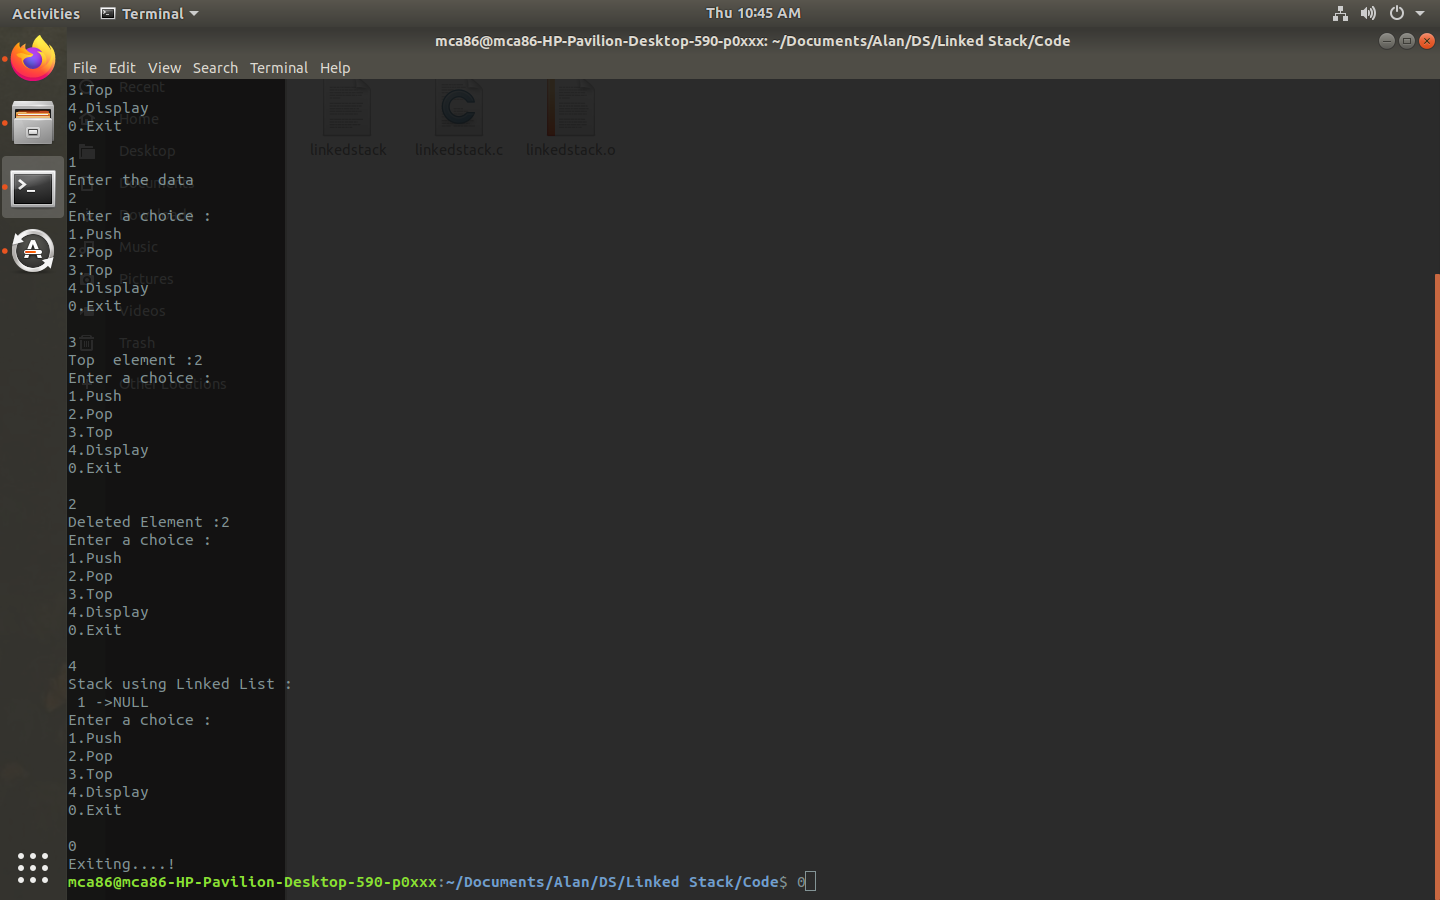 Activities Terminal Thu 10:45 AM
mca86@mca86-HP-Pavilion-Desktop-590-p0xxx: ~/Documents/Alan/DS/Linked Stack/Code
File Edit View Search Terminal Help
Recent
Home
Desktop
Documents
Music
Pictures
Videos
Trash
Other Locations
linkedstack linkedstack.c linkedstack.o
3.Top
4.Display
0.Exit
1
Enter the data
2
Enter a choice :
1.Push
2.Pop
3.Top
4.Display
0.Exit
3
Top  element :2
Enter a choice :
1.Push
2.Pop
3.Top
4.Display
0.Exit
2
Deleted Element :2
Enter a choice :
1.Push
2.Pop
3.Top
4.Display
0.Exit
4
Stack using Linked List :
 1 ->NULL
Enter a choice :
1.Push
2.Pop
3.Top
4.Display
0.Exit
0
Exiting....!
mca86@mca86-HP-Pavilion-Desktop-590-p0xxx:~/Documents/Alan/DS/Linked Stack/Code$ 0